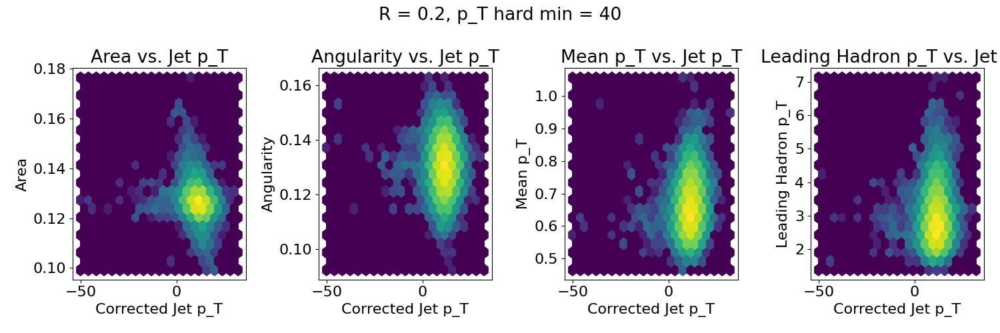 R = 0.2, p_T hard min = 40
Area vs. Jet p_T
Angularity vs. Jet p_T
Mean p_T vs. Jet p_T
Leading Hadron p_T vs. Jet
0.18
0.16
0.14
0.12
0.10
Area
−50
0
Corrected Jet p_T
0.16
0.14
0.12
0.10
Angularity
−50
0
Corrected Jet p_T
1.0
0.9
0.8
0.7
0.6
0.5
Mean p_T
−50
0
Corrected Jet p_T
7
6
5
4
3
2
Leading Hadron p_T
−50
0
Corrected Jet p_T